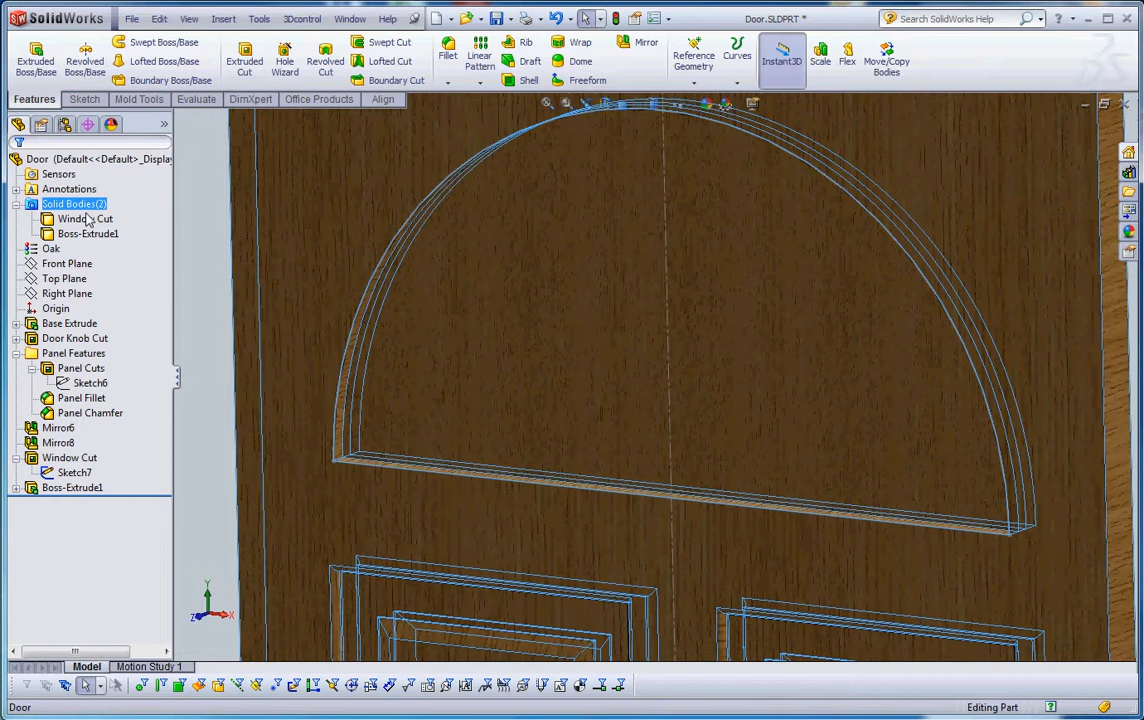 SolidWorks File Edit View Insert Tools 3Dcontrol Window Help Door.SLDPRT * Search SolidWorks Help
Extruded Boss/Base
Revolved Boss/Base
Swept Boss/Base
Lofted Boss/Base
Boundary Boss/Base
Extruded Cut
Hole Wizard
Revolved Cut
Swept Cut
Lofted Cut
Boundary Cut
Fillet
Linear Pattern
Rib
Draft
Shell
Wrap
Dome
Freeform
Mirror
Reference Geometry
Curves
Instant3D
Scale
Flex
Move/Copy Bodies
Features Sketch Mold Tools Evaluate DimXpert Office Products Align
Door (Default<<Default>_Displa
Sensors
Annotations
Solid Bodies(2)
Window Cut
Boss-Extrude1
Oak
Front Plane
Top Plane
Right Plane
Origin
Base Extrude
Door Knob Cut
Panel Features
Panel Cuts
Sketch6
Panel Fillet
Panel Chamfer
Mirror6
Mirror8
Window Cut
Sketch7
Boss-Extrude1
Y
X
Z
Model Motion Study 1
Door Editing Part